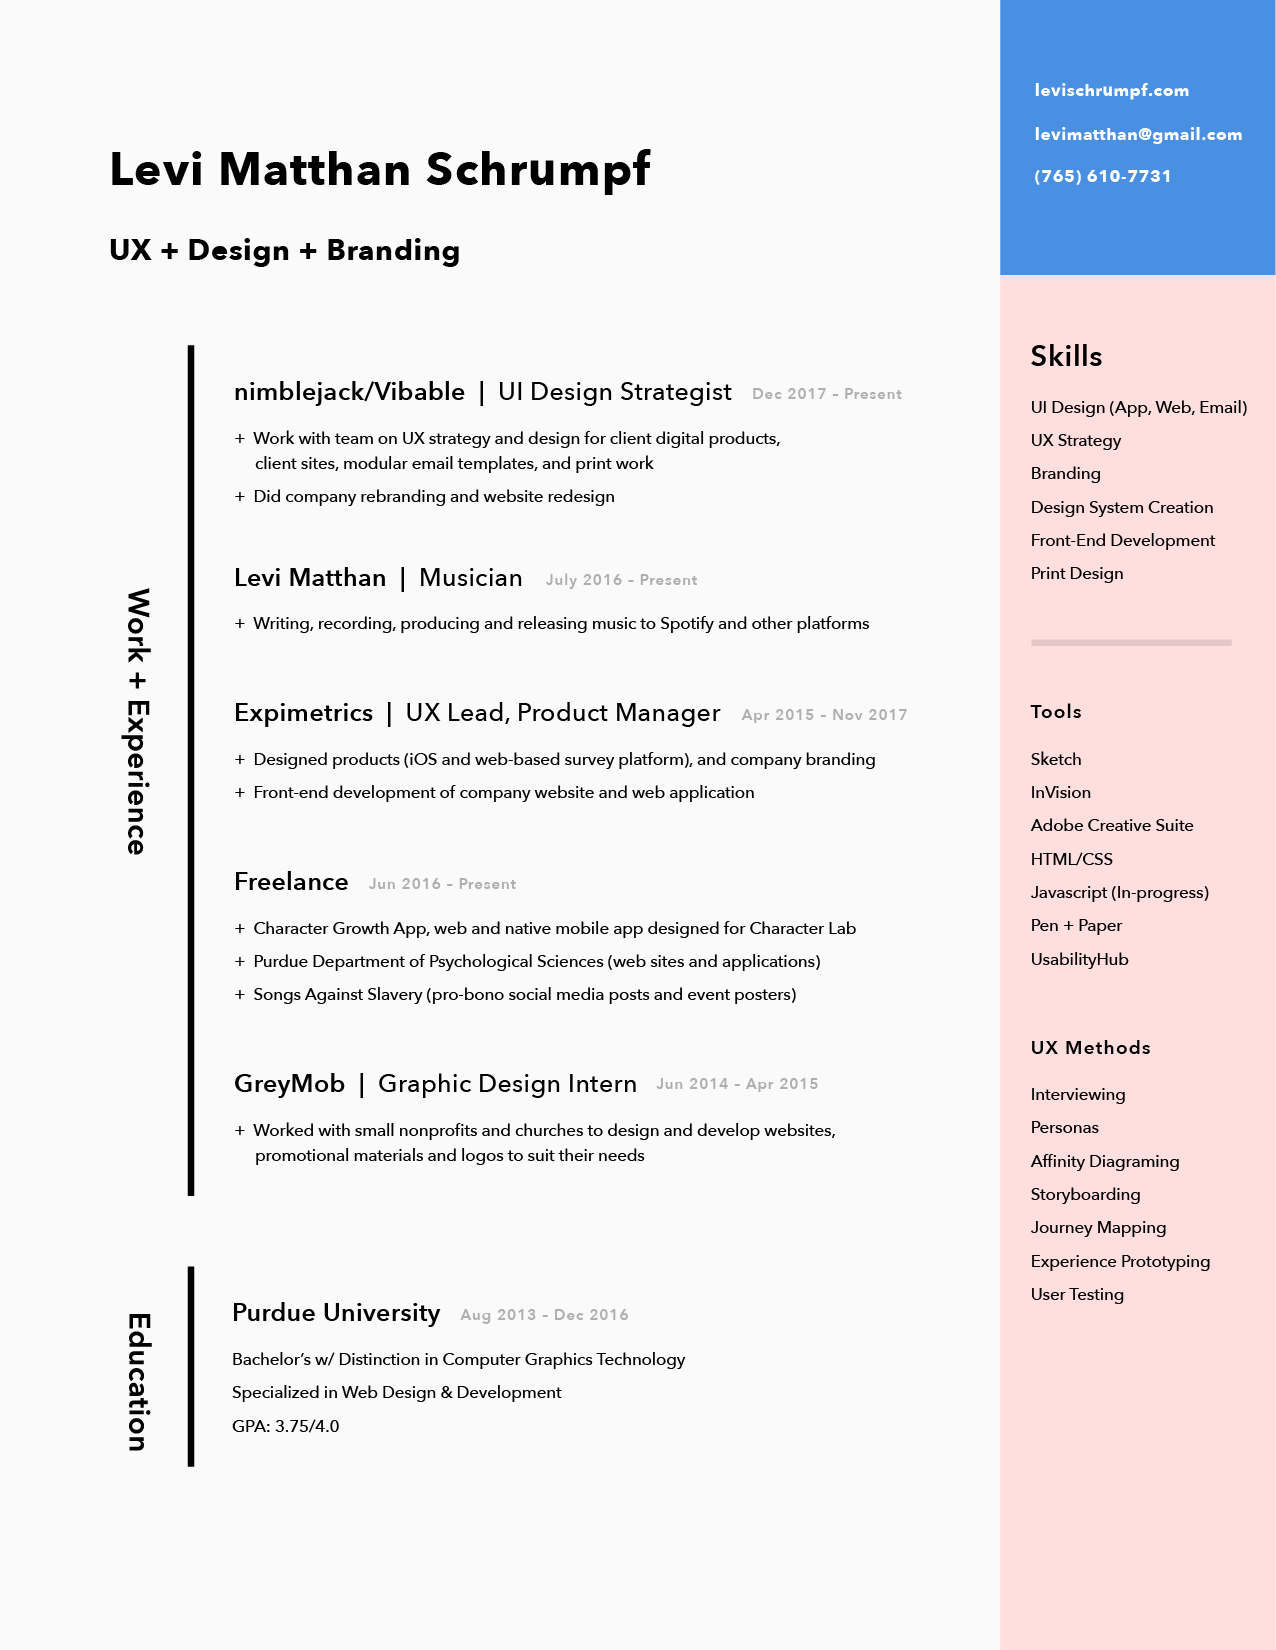 Levi Matthan Schrumpf
UX + Design + Branding
levischrumpf.com
levimatthan@gmail.com
(765) 610-7731
Work + Experience
nimblejack/Vibable | UI Design Strategist Dec 2017 – Present
+ Work with team on UX strategy and design for client digital products,
client sites, modular email templates, and print work
+ Did company rebranding and website redesign
Levi Matthan | Musician July 2016 – Present
+ Writing, recording, producing and releasing music to Spotify and other platforms
Expimetrics | UX Lead, Product Manager Apr 2015 – Nov 2017
+ Designed products (iOS and web-based survey platform), and company branding
+ Front-end development of company website and web application
Freelance Jun 2016 – Present
+ Character Growth App, web and native mobile app designed for Character Lab
+ Purdue Department of Psychological Sciences (web sites and applications)
+ Songs Against Slavery (pro-bono social media posts and event posters)
GreyMob | Graphic Design Intern Jun 2014 – Apr 2015
+ Worked with small nonprofits and churches to design and develop websites,
promotional materials and logos to suit their needs
Education
Purdue University Aug 2013 – Dec 2016
Bachelor’s w/ Distinction in Computer Graphics Technology
Specialized in Web Design & Development
GPA: 3.75/4.0
Skills
UI Design (App, Web, Email)
UX Strategy
Branding
Design System Creation
Front-End Development
Print Design
Tools
Sketch
InVision
Adobe Creative Suite
HTML/CSS
Javascript (In-progress)
Pen + Paper
UsabilityHub
UX Methods
Interviewing
Personas
Affinity Diagraming
Storyboarding
Journey Mapping
Experience Prototyping
User Testing